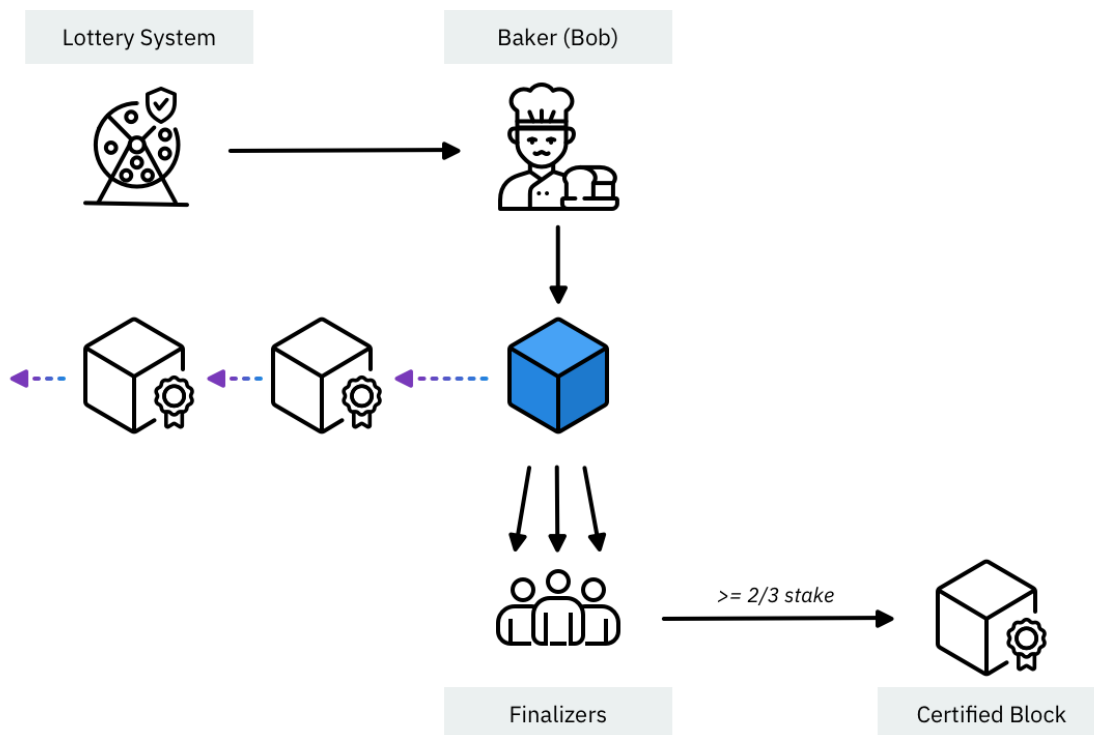 Lottery System
Baker (Bob)
>= 2/3 stake
Finalizers
Certified Block